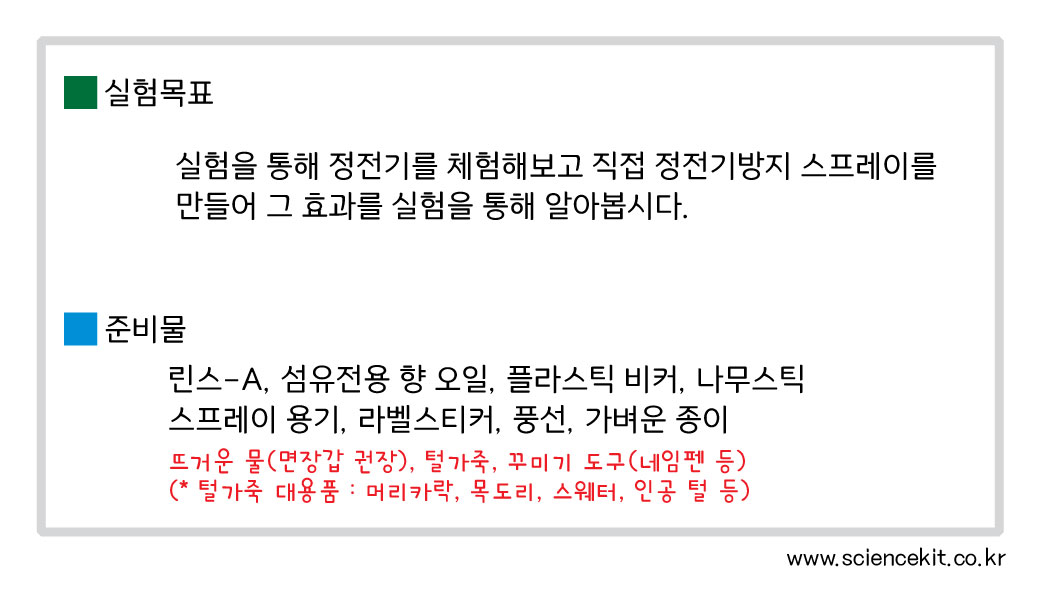 실험목표
실험을 통해 정전기를 체험해보고 직접 정전기방지 스프레이를
만들어 그 효과를 실험을 통해 알아봅시다.
준비물
린스-A, 섬유전용 향 오일, 플라스틱 비커, 나무스틱
스프레이 용기, 라벨스티커, 풍선, 가벼운 종이
뜨거운 물(면장갑 권장), 털가죽, 꾸미기 도구(네임펜 등)
(* 털가죽 대용품 : 머리카락, 목도리, 스웨터, 인공 털 등)
www.sciencekit.co.kr